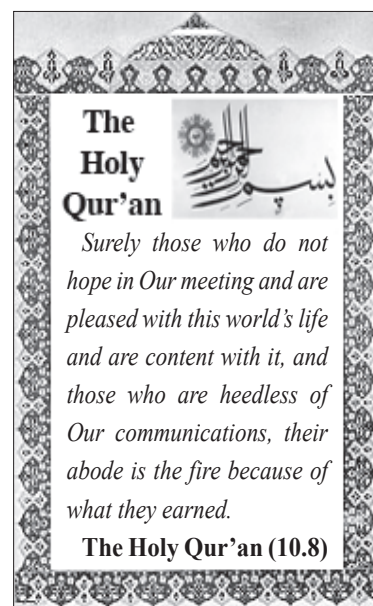 The
Holy
Qur’an
بسم الله الرحمن الرحيم
Surely those who do not
hope in Our meeting and are
pleased with this world’s life
and are content with it, and
those who are heedless of
Our communications, their
abode is the fire because of
what they earned.
The Holy Qur’an (10.8)